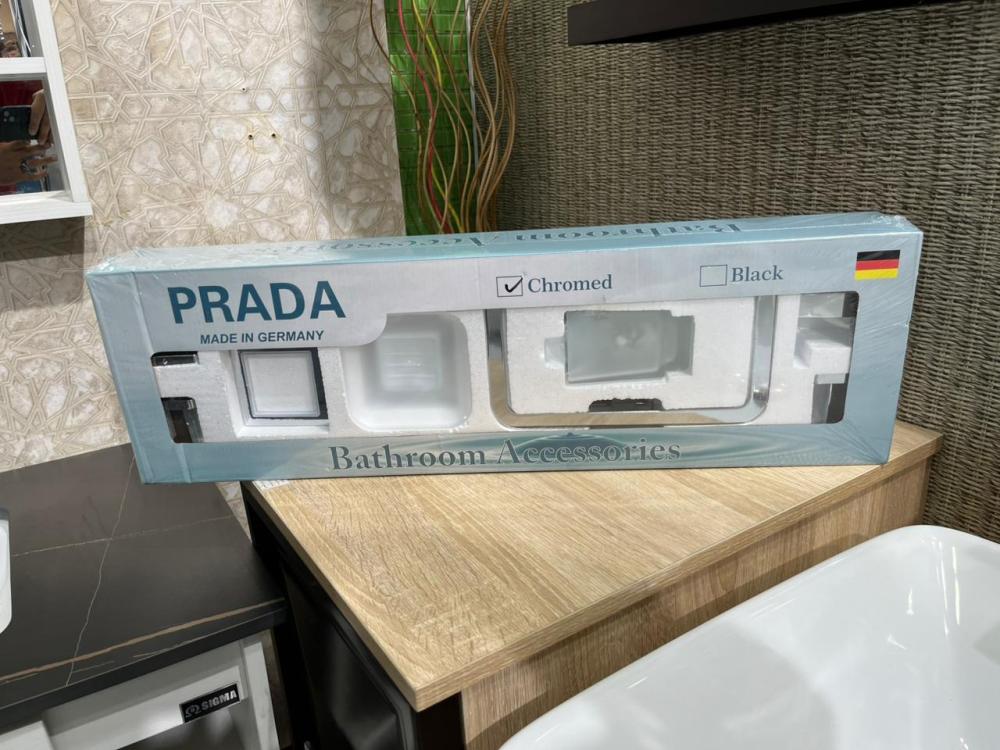 Bathroom Accessories
PRADA
MADE IN GERMANY
Chromed
Black
Bathroom Accessories
SIGMA